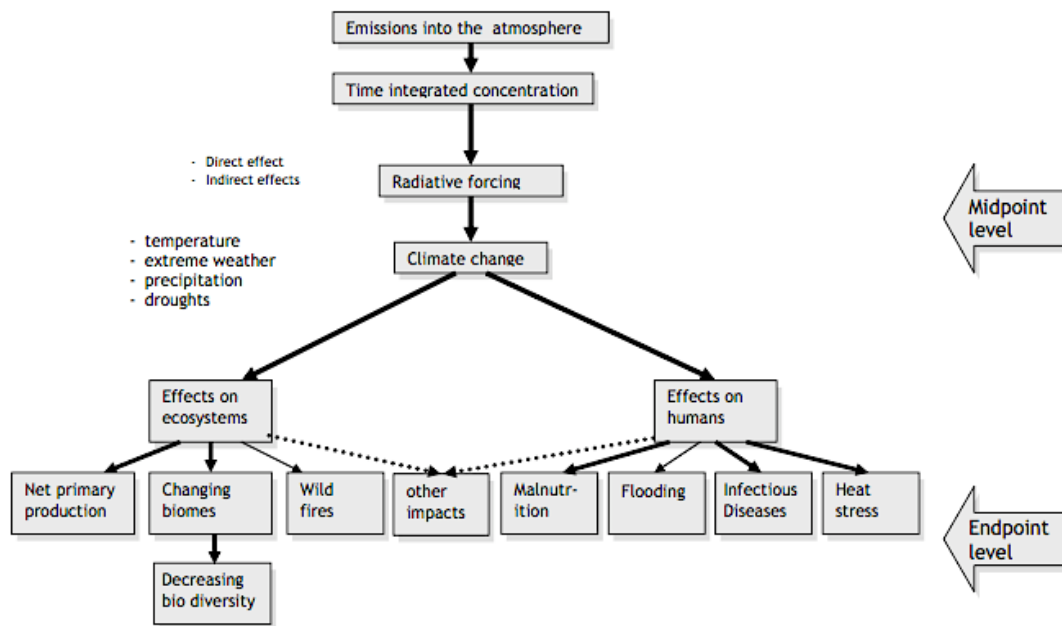 Emissions into the atmosphere
Time integrated concentration
- Direct effect
- Indirect effects
Radiative forcing
Midpoint
level
- temperature
- extreme weather
- precipitation
- droughts
Climate change
Effects on
ecosystems
Effects on
humans
Net primary
production
Changing
biomes
Wild
fires
other
impacts
Malnutr-
ition
Flooding
Infectious
Diseases
Heat
stress
Endpoint
level
Decreasing
bio diversity